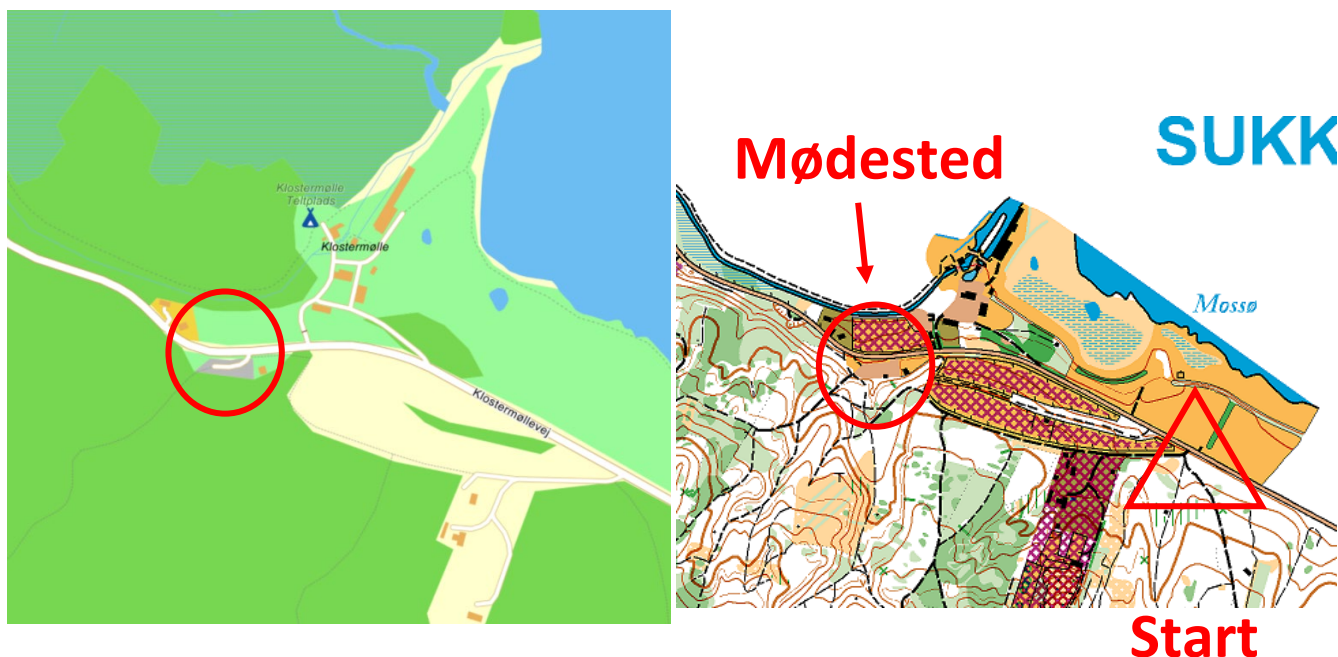 Klostermølle
Teltplads
Klostermølle
Klostermøllevej
SUKK
Mødested
Mossø
Start